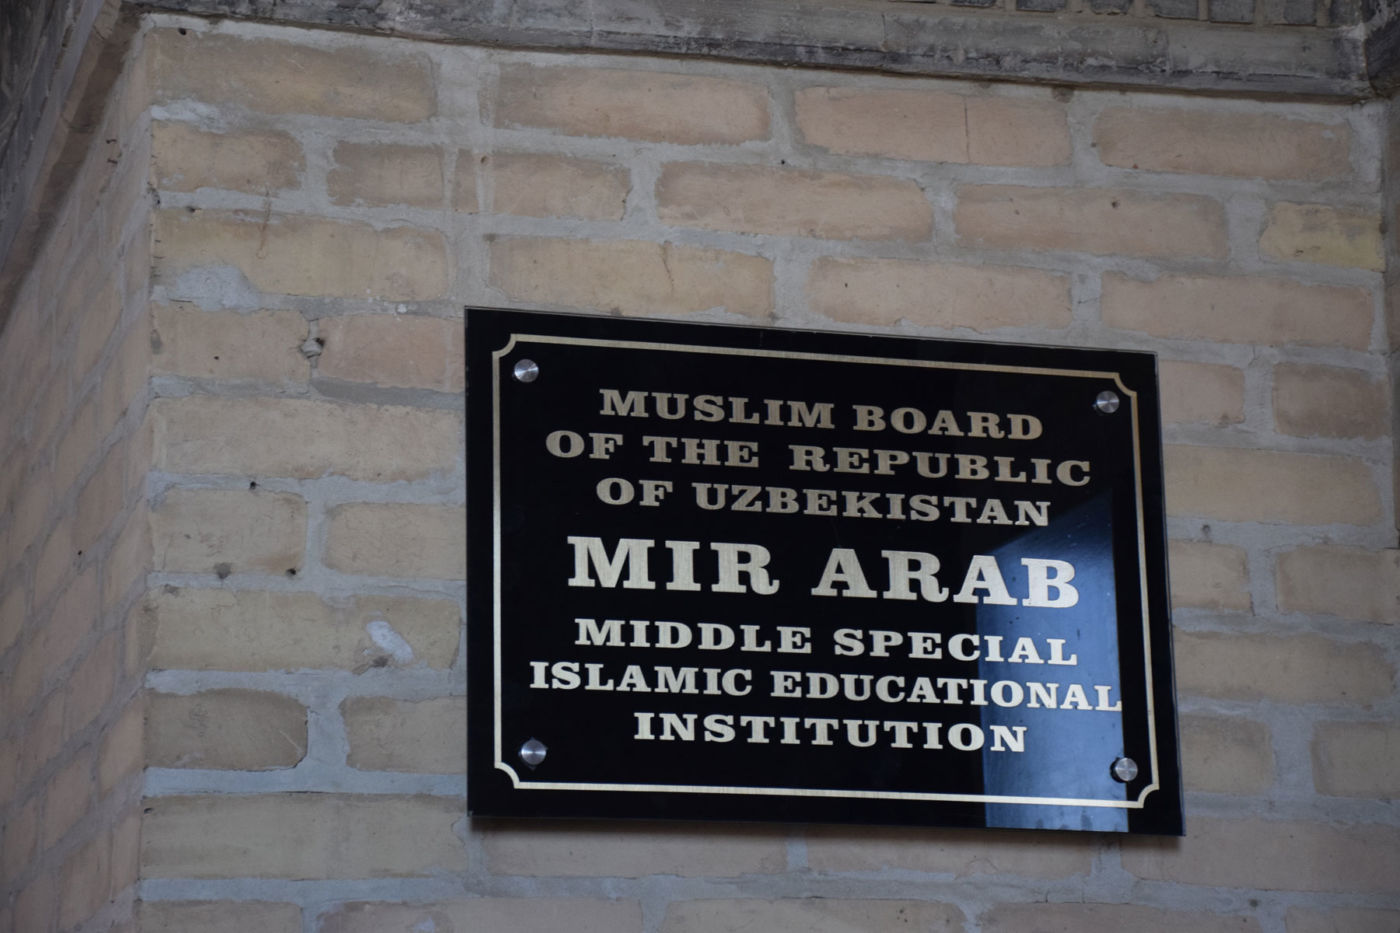 MUSLIM BOARD
OF THE REPUBLIC
OF UZBEKISTAN
MIR ARAB
MIDDLE SPECIAL
ISLAMIC EDUCATIONAL
INSTITUTION